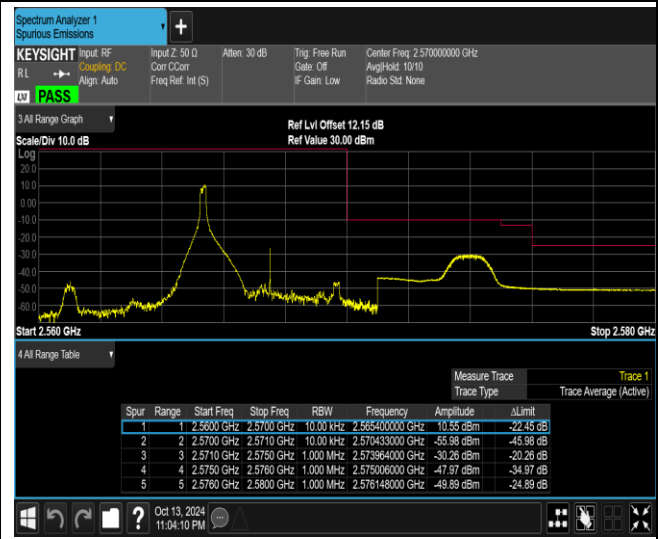 Spectrum Analyzer 1
Spurious Emissions
+
KEYSIGHT Input: RF Input Z: 50 Ω Atten: 30 dB Trig: Free Run Center Freq: 2.570000000 GHz
Coupling: DC Corr CCorr Gate: Off Avg|Hold: 10/10
R L Align: Auto Freq Ref: Int (S) IF Gain: Low Radio Std: None
LXI PASS
3 All Range Graph
Ref Lvl Offset 12.15 dB
Scale/Div 10.0 dB Ref Value 30.00 dBm
Log
20.0
10.0
0.00
-10.0
-20.0
-30.0
-40.0
-50.0
-60.0
Start 2.560 GHz Stop 2.580 GHz
4 All Range Table
Measure Trace Trace 1
Trace Type Trace Average (Active)
Spur Range Start Freq Stop Freq RBW Frequency Amplitude ΔLimit
1 1 2.5600 GHz 2.5700 GHz 10.00 kHz 2.565400000 GHz 10.55 dBm -22.45 dB
2 2 2.5700 GHz 2.5710 GHz 10.00 kHz 2.570433000 GHz -55.98 dBm -45.98 dB
3 3 2.5710 GHz 2.5750 GHz 1.000 MHz 2.573964000 GHz -30.26 dBm -20.26 dB
4 4 2.5750 GHz 2.5760 GHz 1.000 MHz 2.575006000 GHz -47.97 dBm -34.97 dB
5 5 2.5760 GHz 2.5800 GHz 1.000 MHz 2.576148000 GHz -49.89 dBm -24.89 dB
? Oct 13, 2024
11:04:10 PM